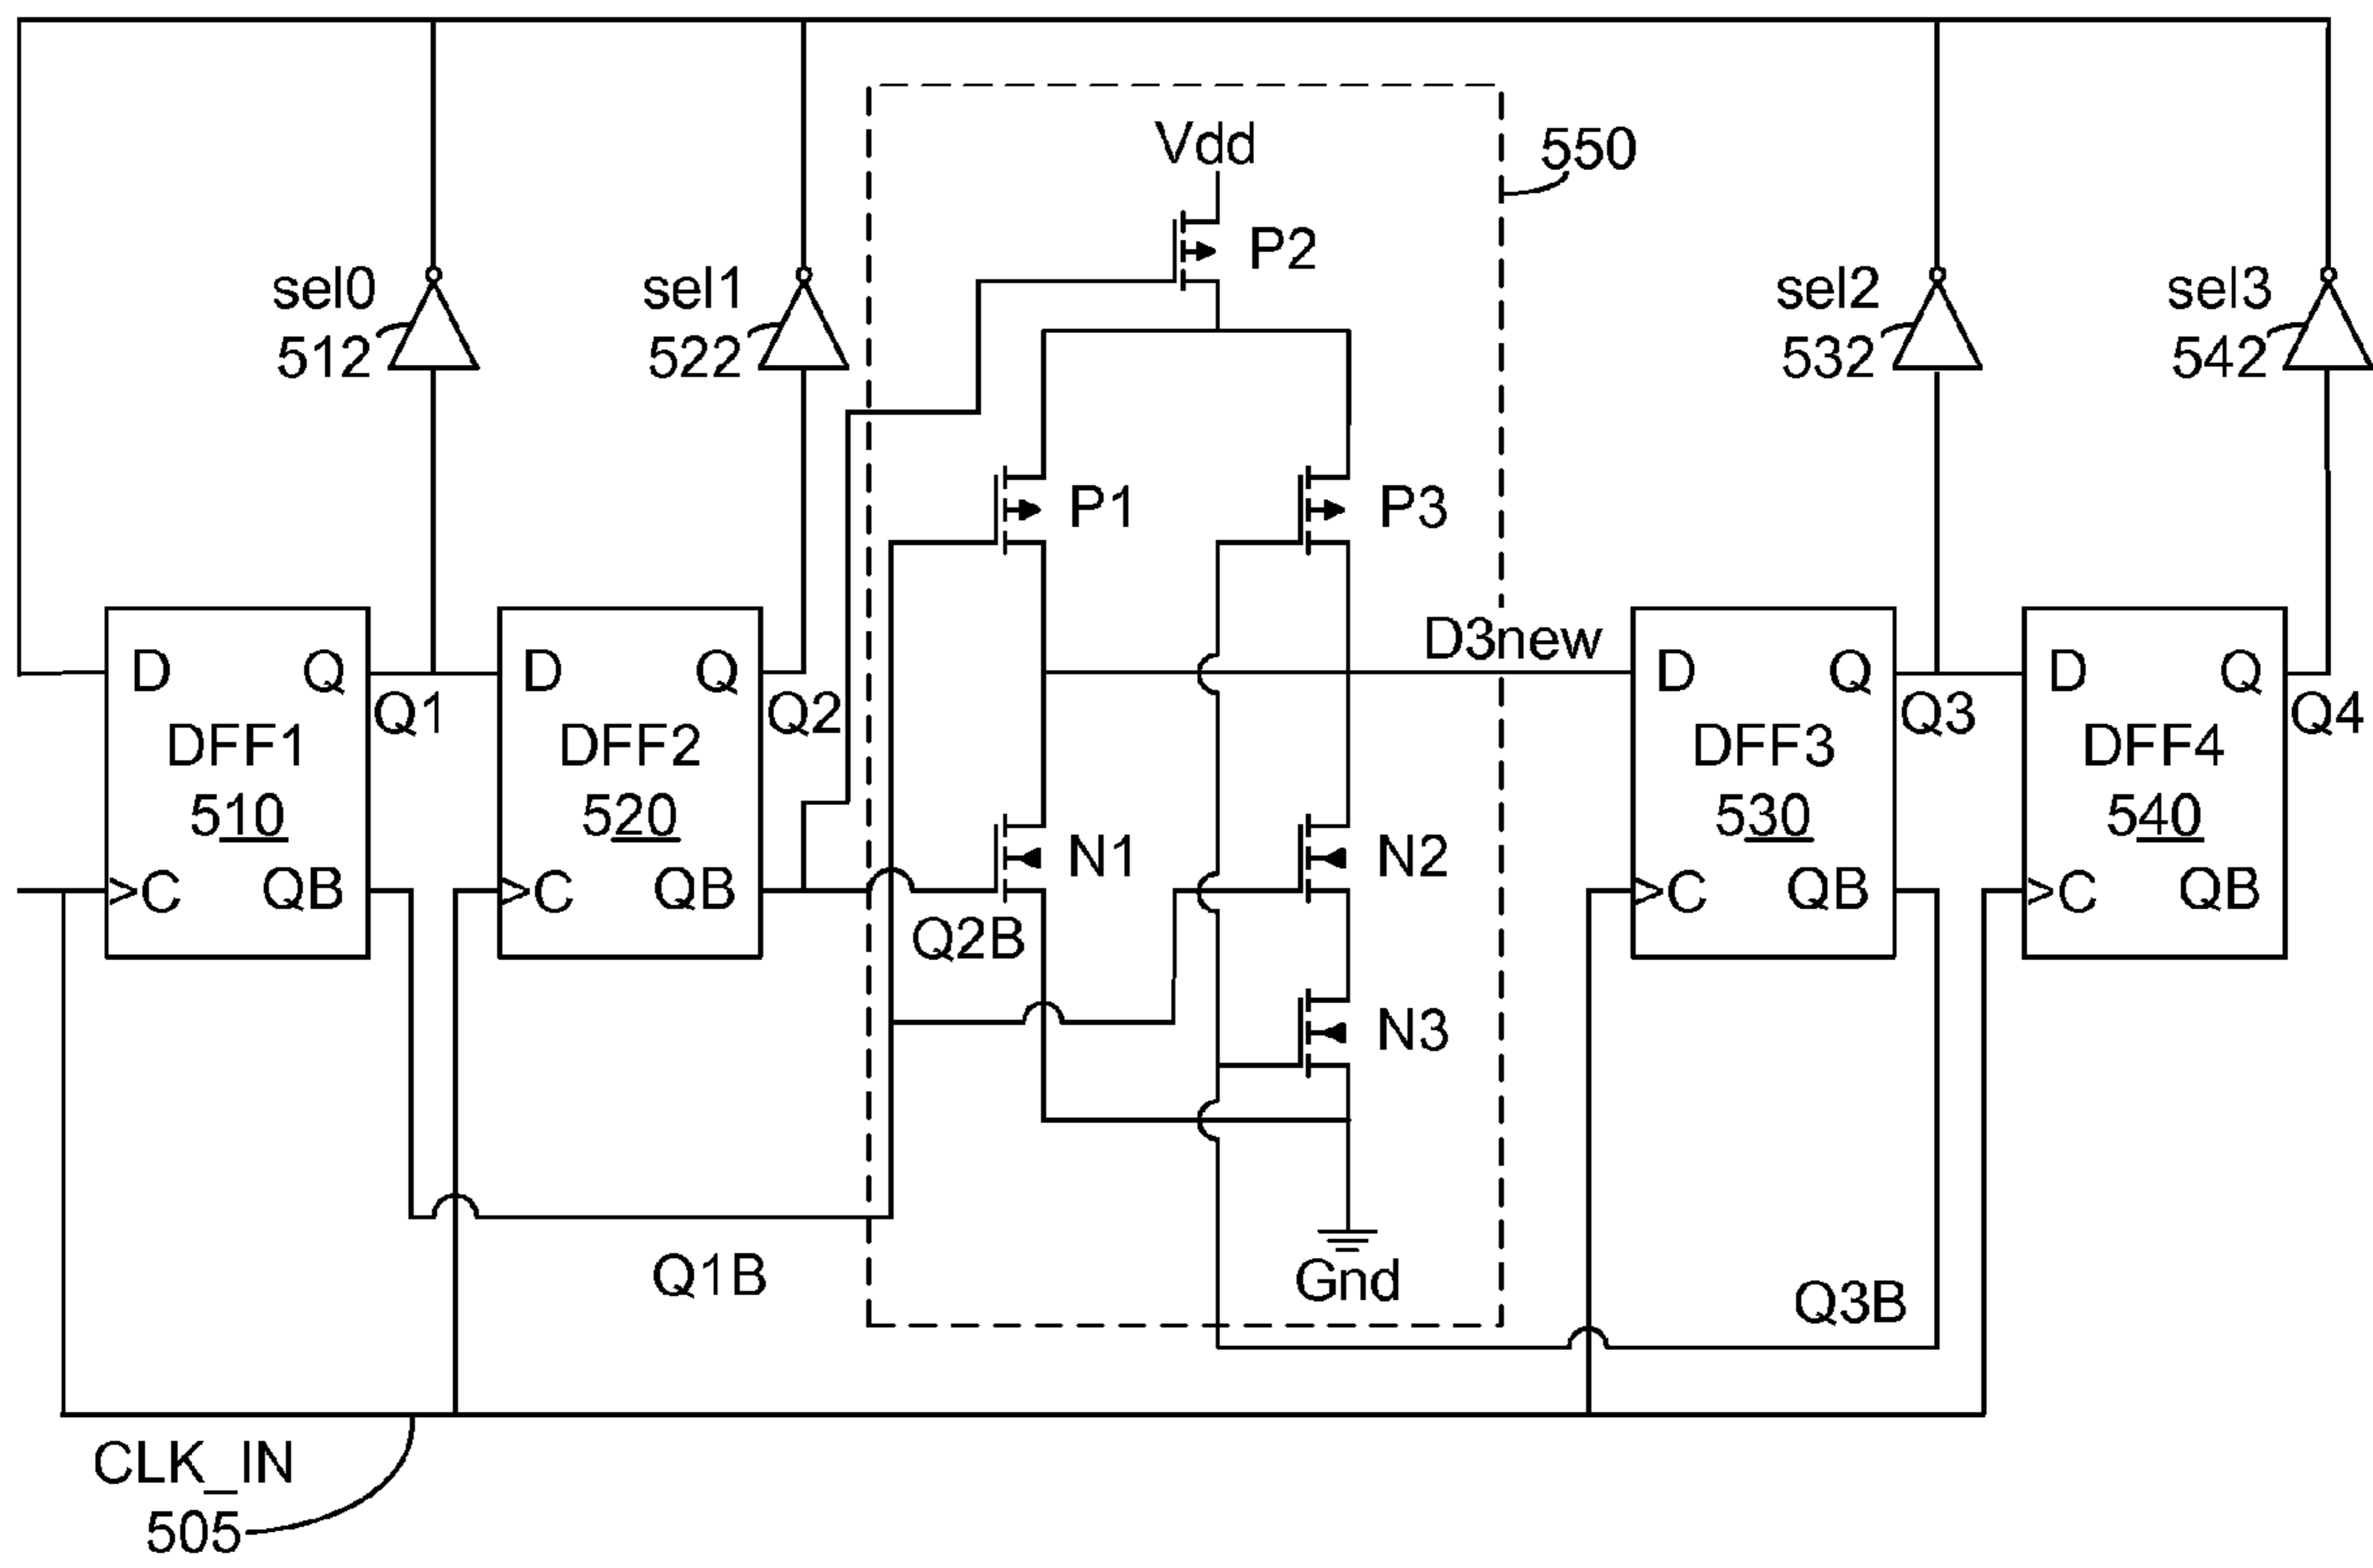 Vdd
550
P2
sel0
512
sel1
522
sel2
532
sel3
542
P1
P3
D3new
D
Q
Q1
DFF1
510
C
QB
D
Q
Q2
DFF2
520
C
QB
N1
N2
Q2B
N3
D
Q
Q3
DFF3
530
C
QB
D
Q
Q4
DFF4
540
C
QB
Q1B
Gnd
Q3B
CLK_IN
505